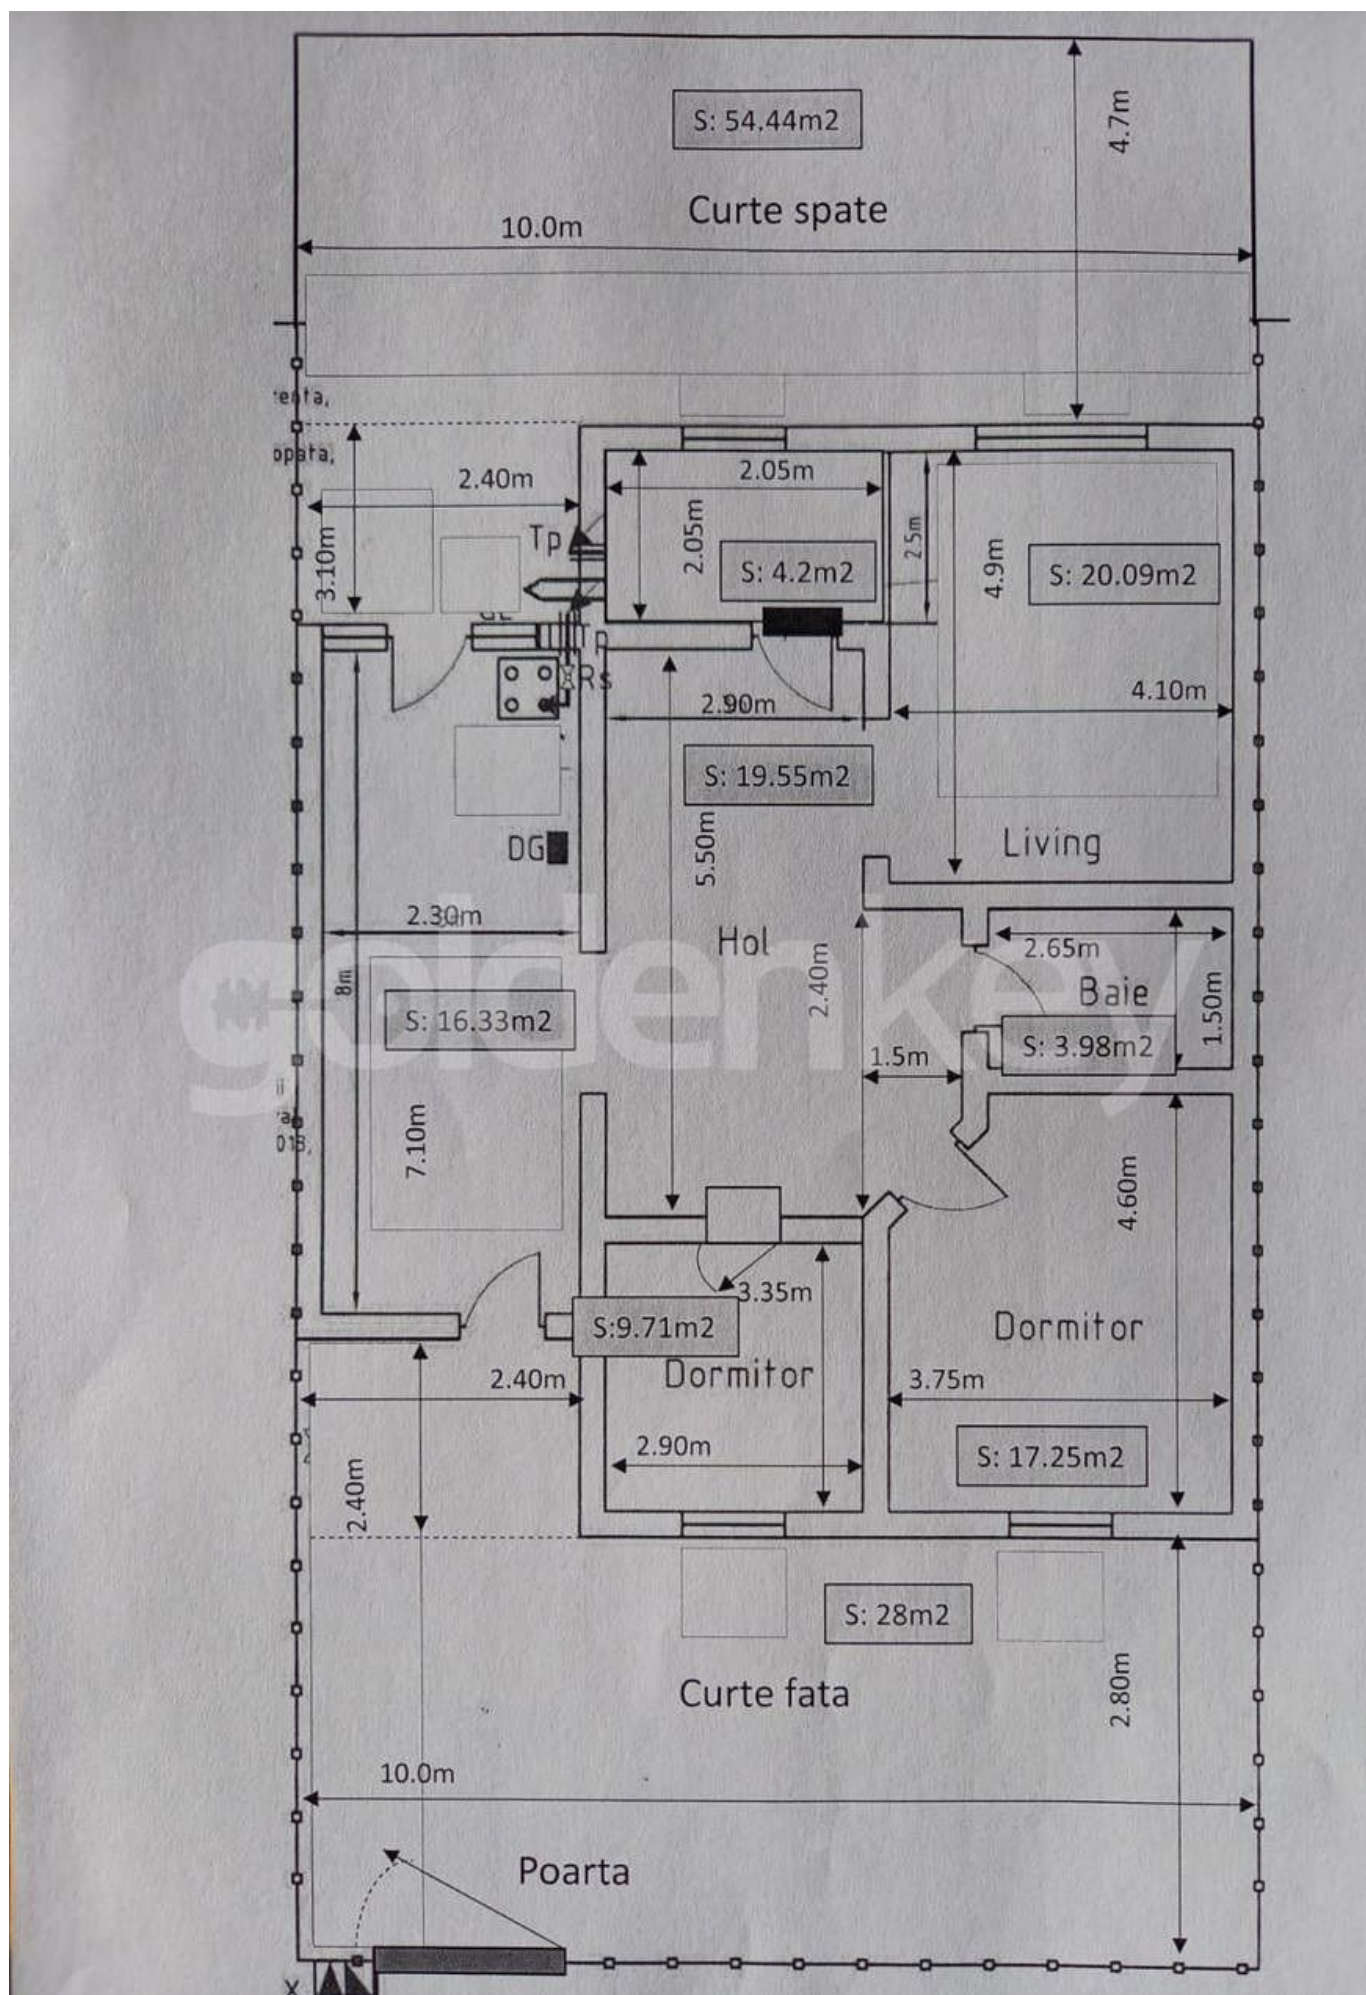 S: 54.44m2
4.7m
Curte spate
10.0m
2.40m
3.10m
Tp
2.05m
2.05m
S: 4.2m2
2.5m
4.9m
S: 20.09m2
Tp
Rs
2.90m
4.10m
S: 19.55m2
5.50m
DG
Living
goldenkey
2.30m
Hol
2.40m
2.65m
Baie
1.50m
8m
S: 16.33m2
S: 3.98m2
1.5m
7.10m
4.60m
3.35m
S:9.71m2
Dormitor
Dormitor
2.40m
3.75m
2.90m
S: 17.25m2
2.40m
S: 28m2
Curte fata
2.80m
10.0m
Poarta
X